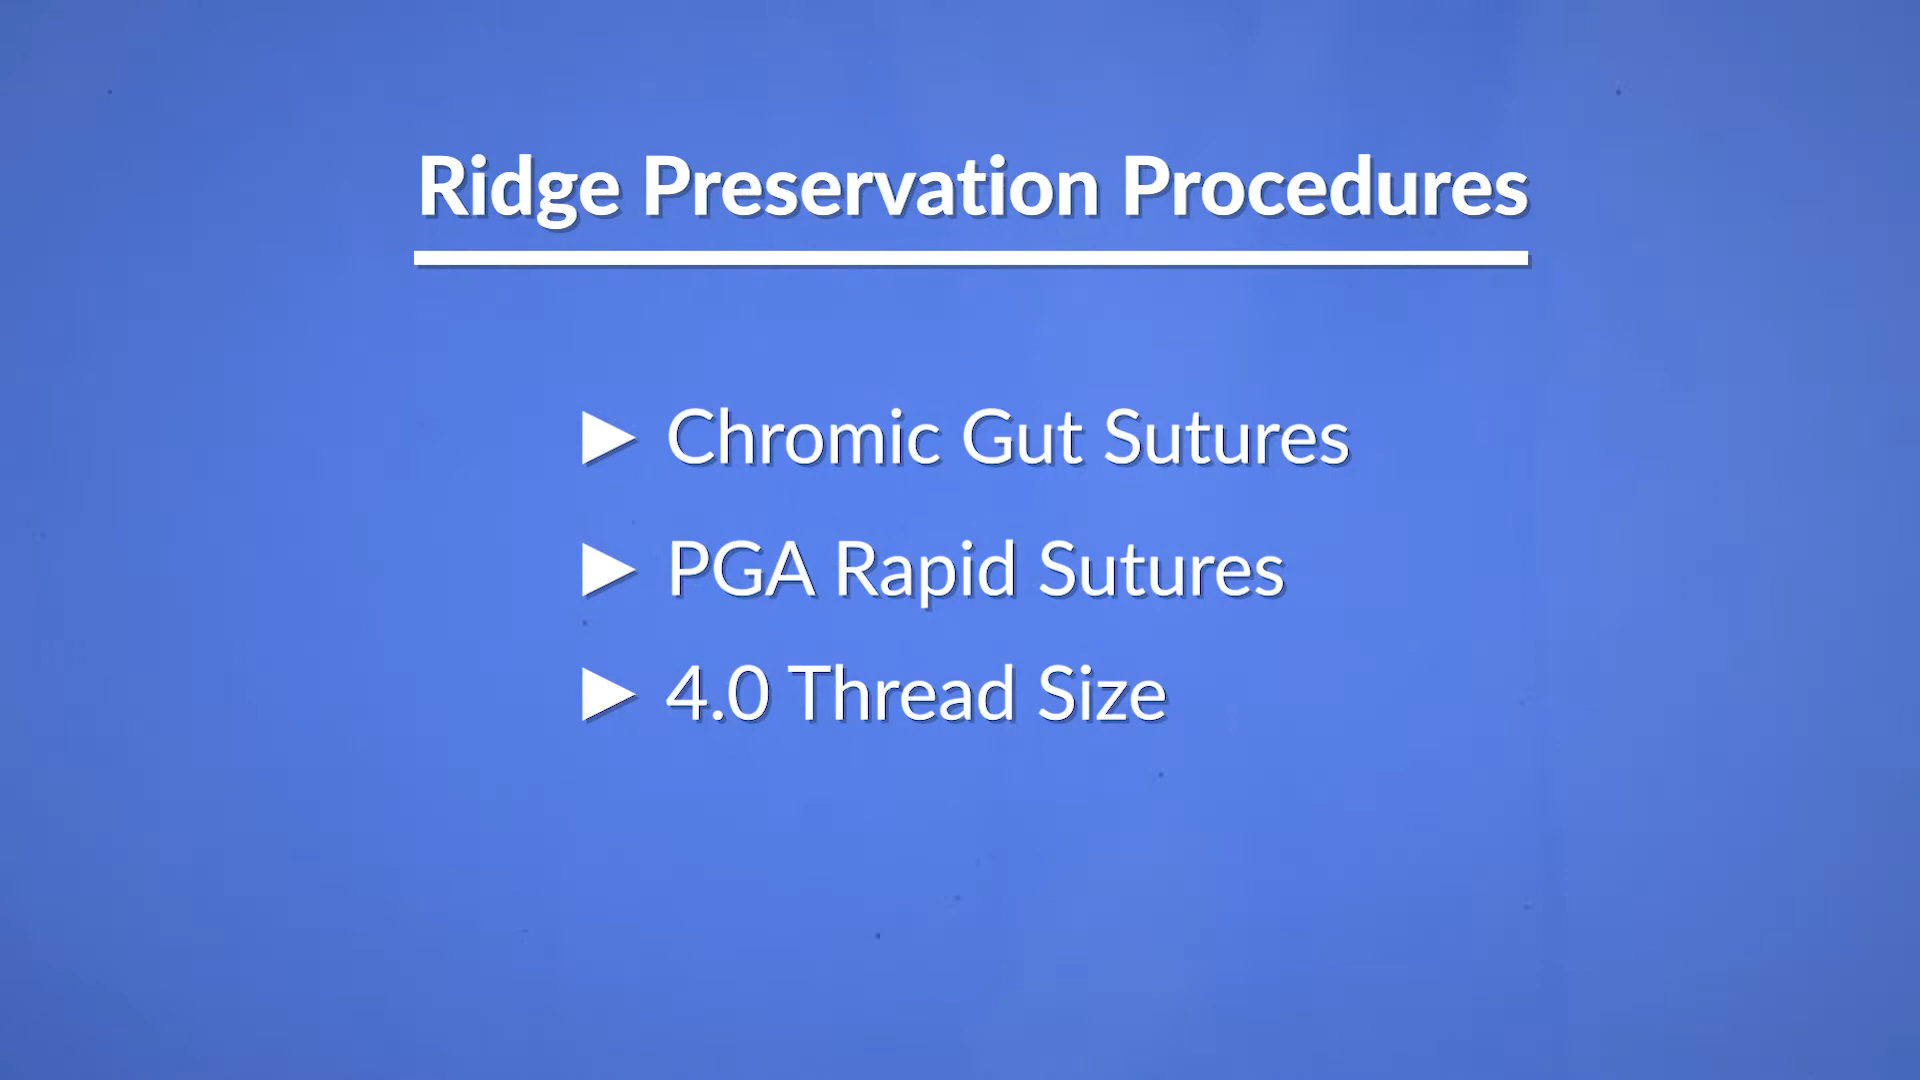 Ridge Preservation Procedures
► Chromic Gut Sutures
► PGA Rapid Sutures
► 4.0 Thread Size